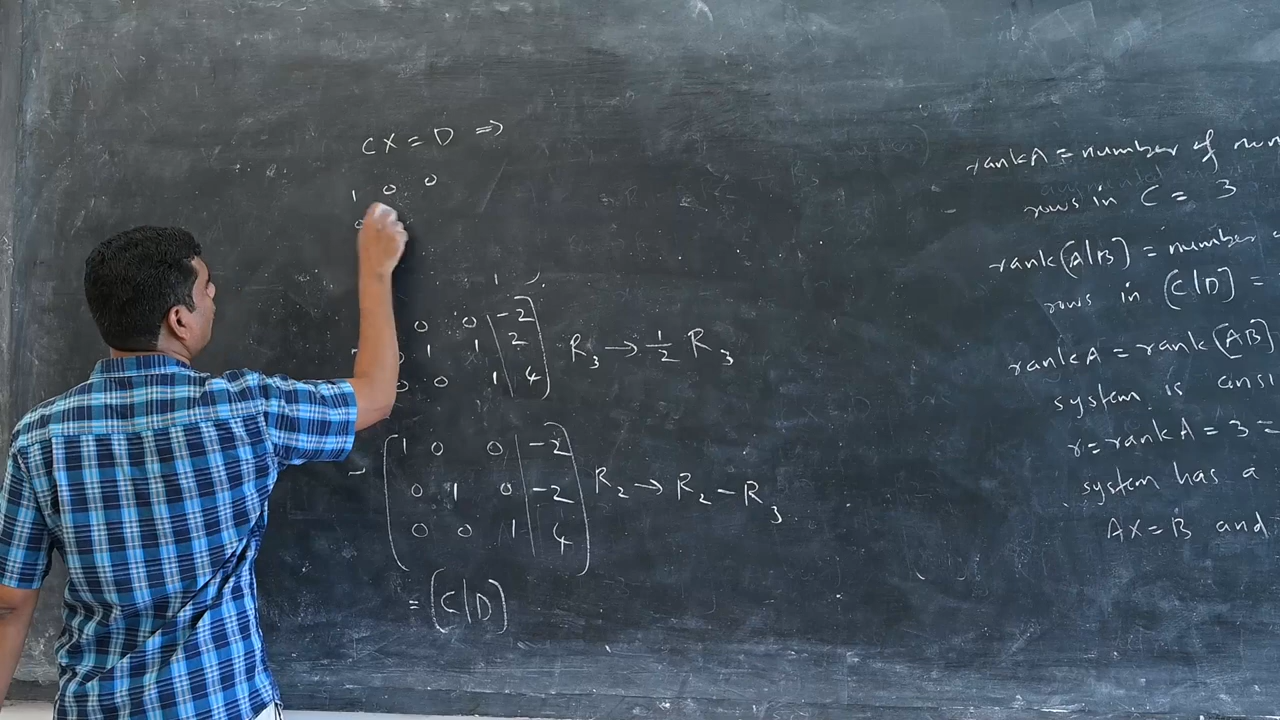 CX = D ⇒
1 0 0
0
1
0 0 | -2
~ 0 1 1 | 2 R₃ → 1/2 R₃
0 0 1 | 4
~ [1 0 0 | -2
0 1 0 | -2 R₂ → R₂ - R₃
0 0 1 | 4]
= [C|D]
rank A = number of
rows in C = 3
rank [A|B] = number
rows in [C|D] =
rank A = rank [AB]
system is
r = rank A = 3 =
system has a
AX = B and